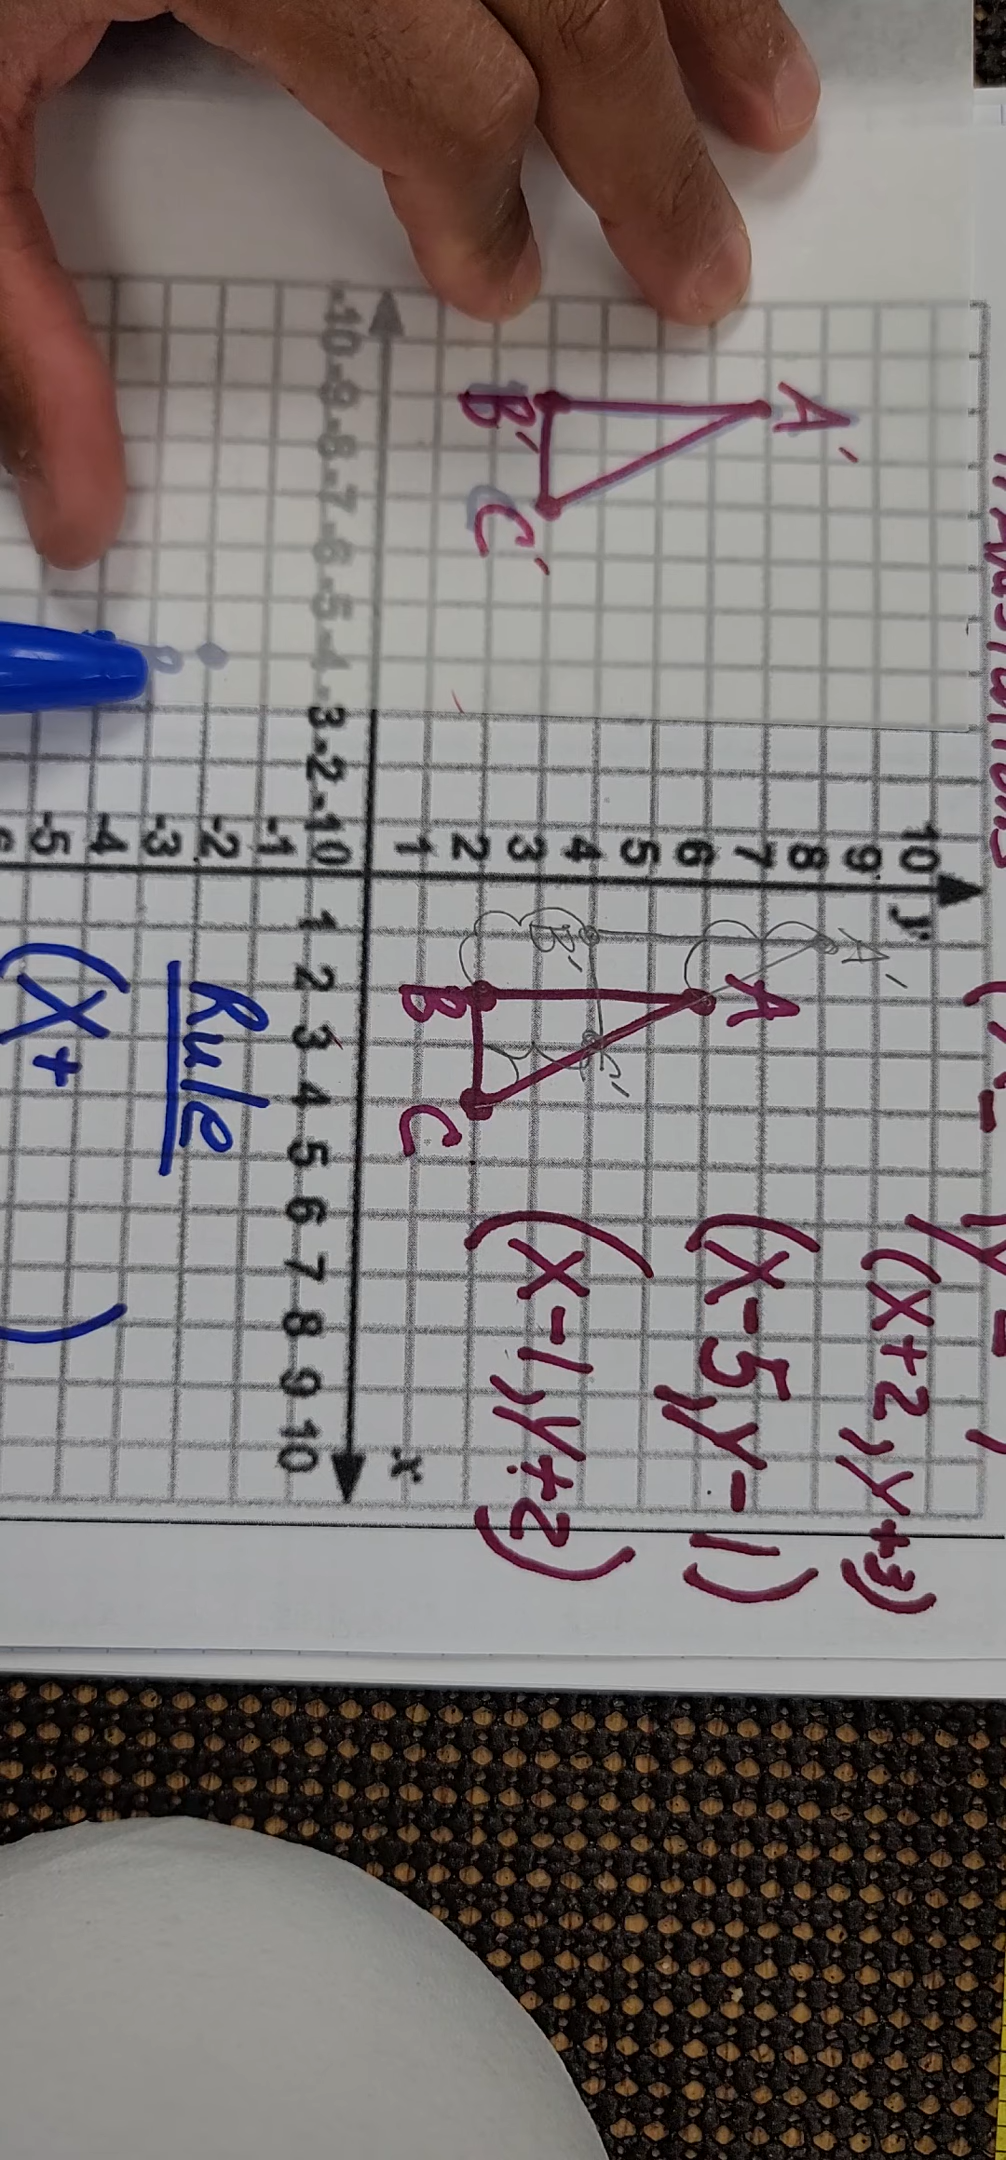 Translations
y
(x+2, y+3)
10
9
A'
8
A'
7
A
6
(x-5, y-1)
5
4
B'
C'
3
B'
C'
(x-1, y+2)
2
B
C
1
x
-10 -9 -8 -7 -6 -5 -4 -3 -2 -1 0 1 2 3 4 5 6 7 8 9 10
-1
Rule
-2
-3
-4
(x+ )
-5